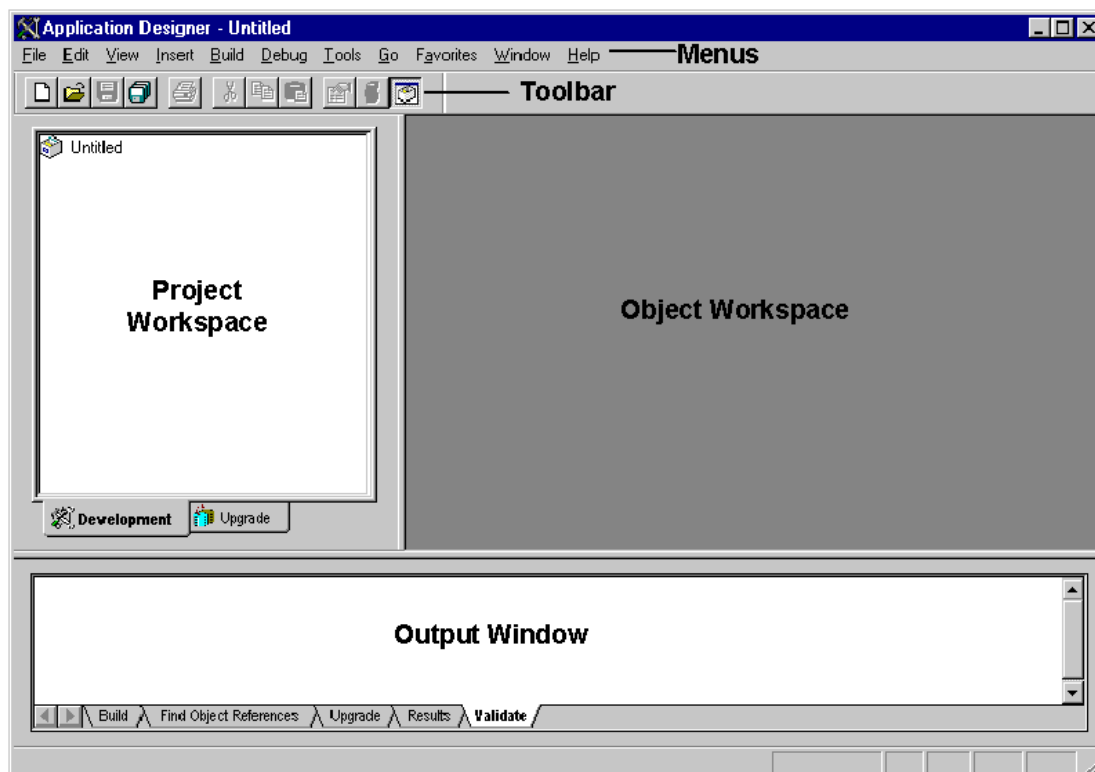 Application Designer - Untitled
File Edit View Insert Build Debug Tools Go Favorites Window Help Menus
Toolbar
Untitled
Project
Workspace
Object Workspace
Development Upgrade
Output Window
Build Find Object References Upgrade Results Validate